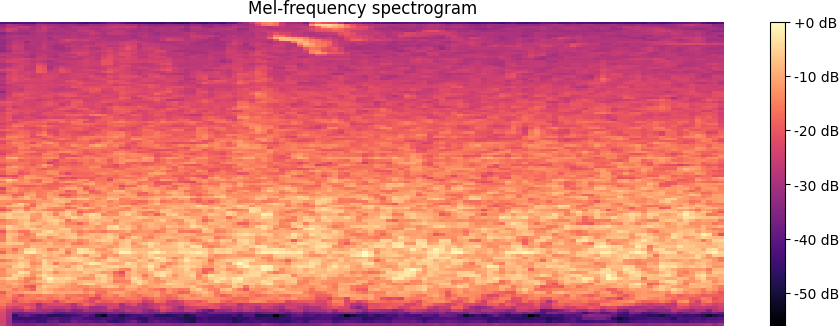 Mel-frequency spectrogram
+0 dB
-10 dB
-20 dB
-30 dB
-40 dB
-50 dB